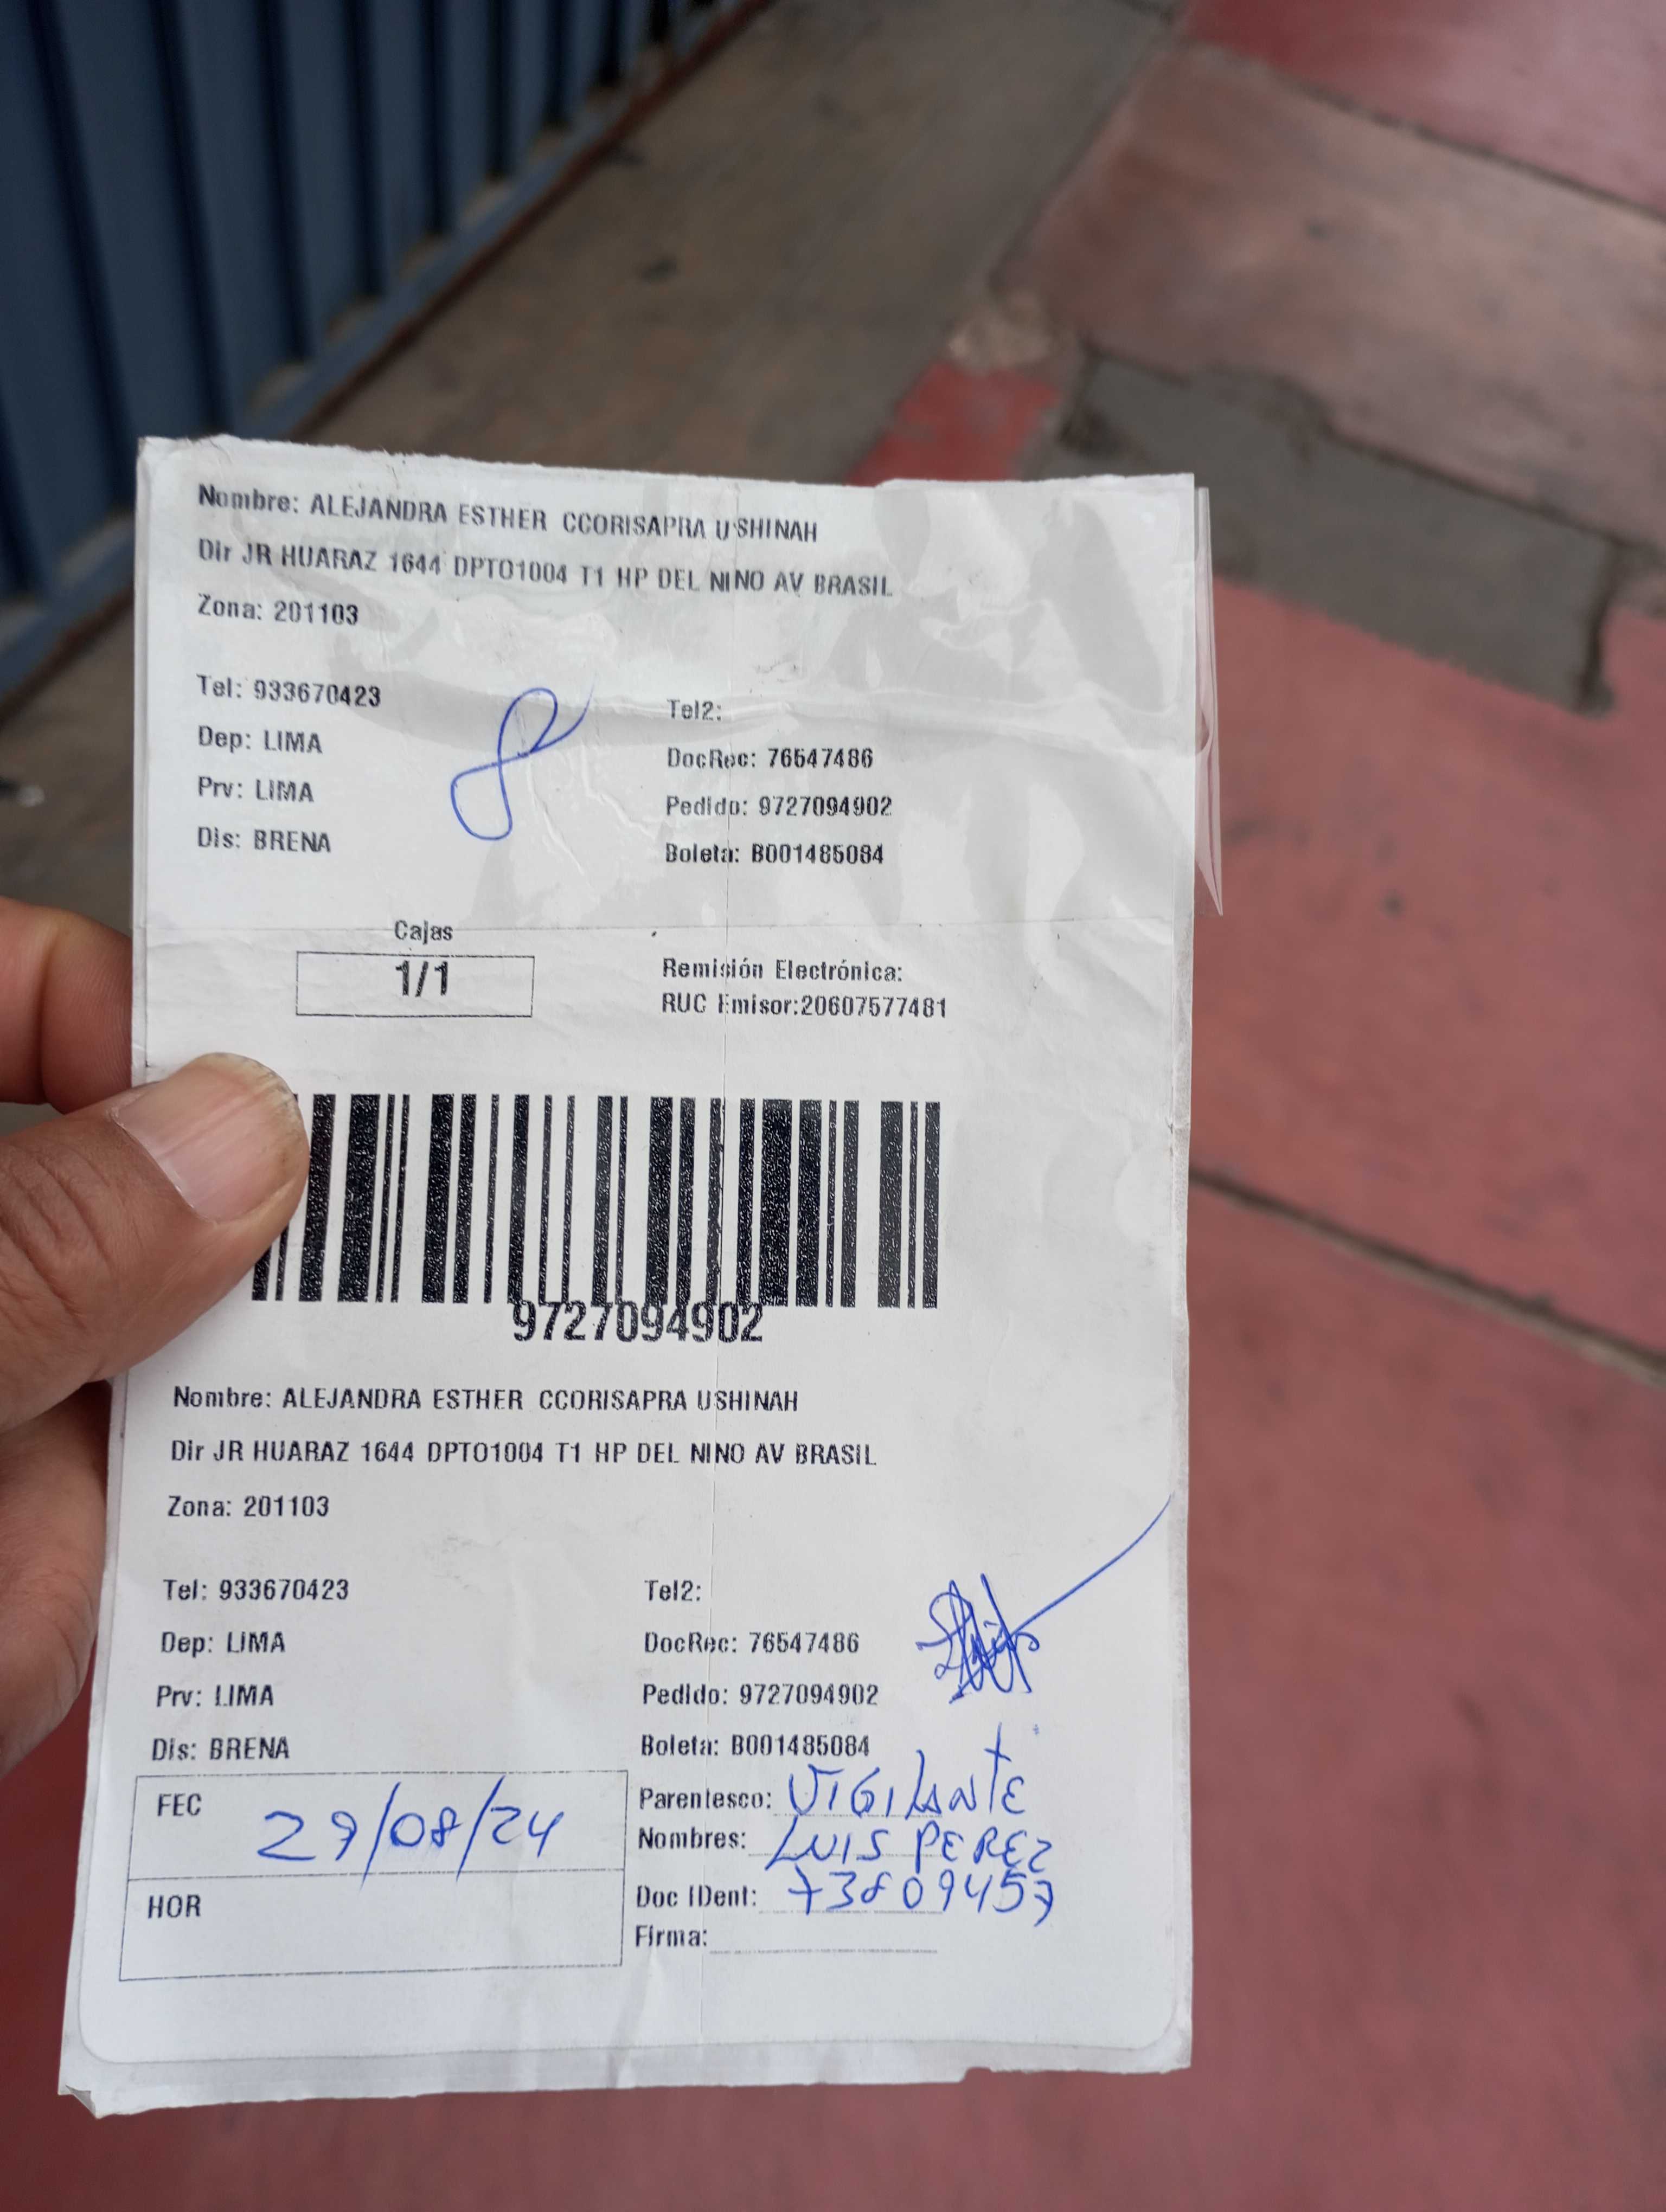 Nombre: ALEJANDRA ESTHER CCORISAPRA USHINAH
Dir JR HUARAZ 1644 DPTO1004 T1 HP DEL NINO AV BRASIL
Zona: 201103
Tel: 933670423
Tel2:
Dep: LIMA
DocRec: 76547486
Prv: LIMA
Pedido: 9727094902
Dis: BRENA
Boleta: B001485084
Cajas
1/1
Remisión Electrónica:
RUC Emisor:20607577481
9727094902
Nombre: ALEJANDRA ESTHER CCORISAPRA USHINAH
Dir JR HUARAZ 1644 DPTO1004 T1 HP DEL NINO AV BRASIL
Zona: 201103
Tel: 933670423
Tel2:
Dep: LIMA
DocRec: 76547486
Prv: LIMA
Pedido: 9727094902
Dis: BRENA
Boleta: B001485084
FEC 29/08/24
HOR
Parentesco: VIGILANTE
Nombres: LUIS PEREZ
Doc IDent: 73809457
Firma: